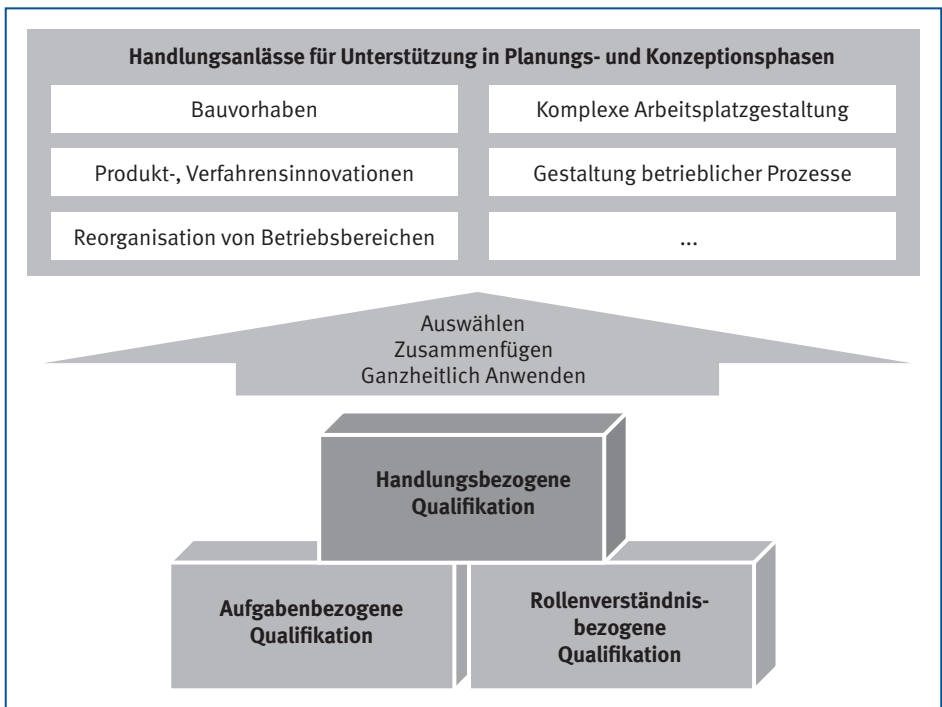 Handlungsanlässe für Unterstützung in Planungs- und Konzeptionsphasen
Bauvorhaben
Komplexe Arbeitsplatzgestaltung
Produkt-, Verfahrensinnovationen
Gestaltung betrieblicher Prozesse
Reorganisation von Betriebsbereichen
...
Auswählen
Zusammenfügen
Ganzheitlich Anwenden
Handlungsbezogene
Qualifikation
Aufgabenbezogene
Qualifikation
Rollenverständnis-
bezogene
Qualifikation